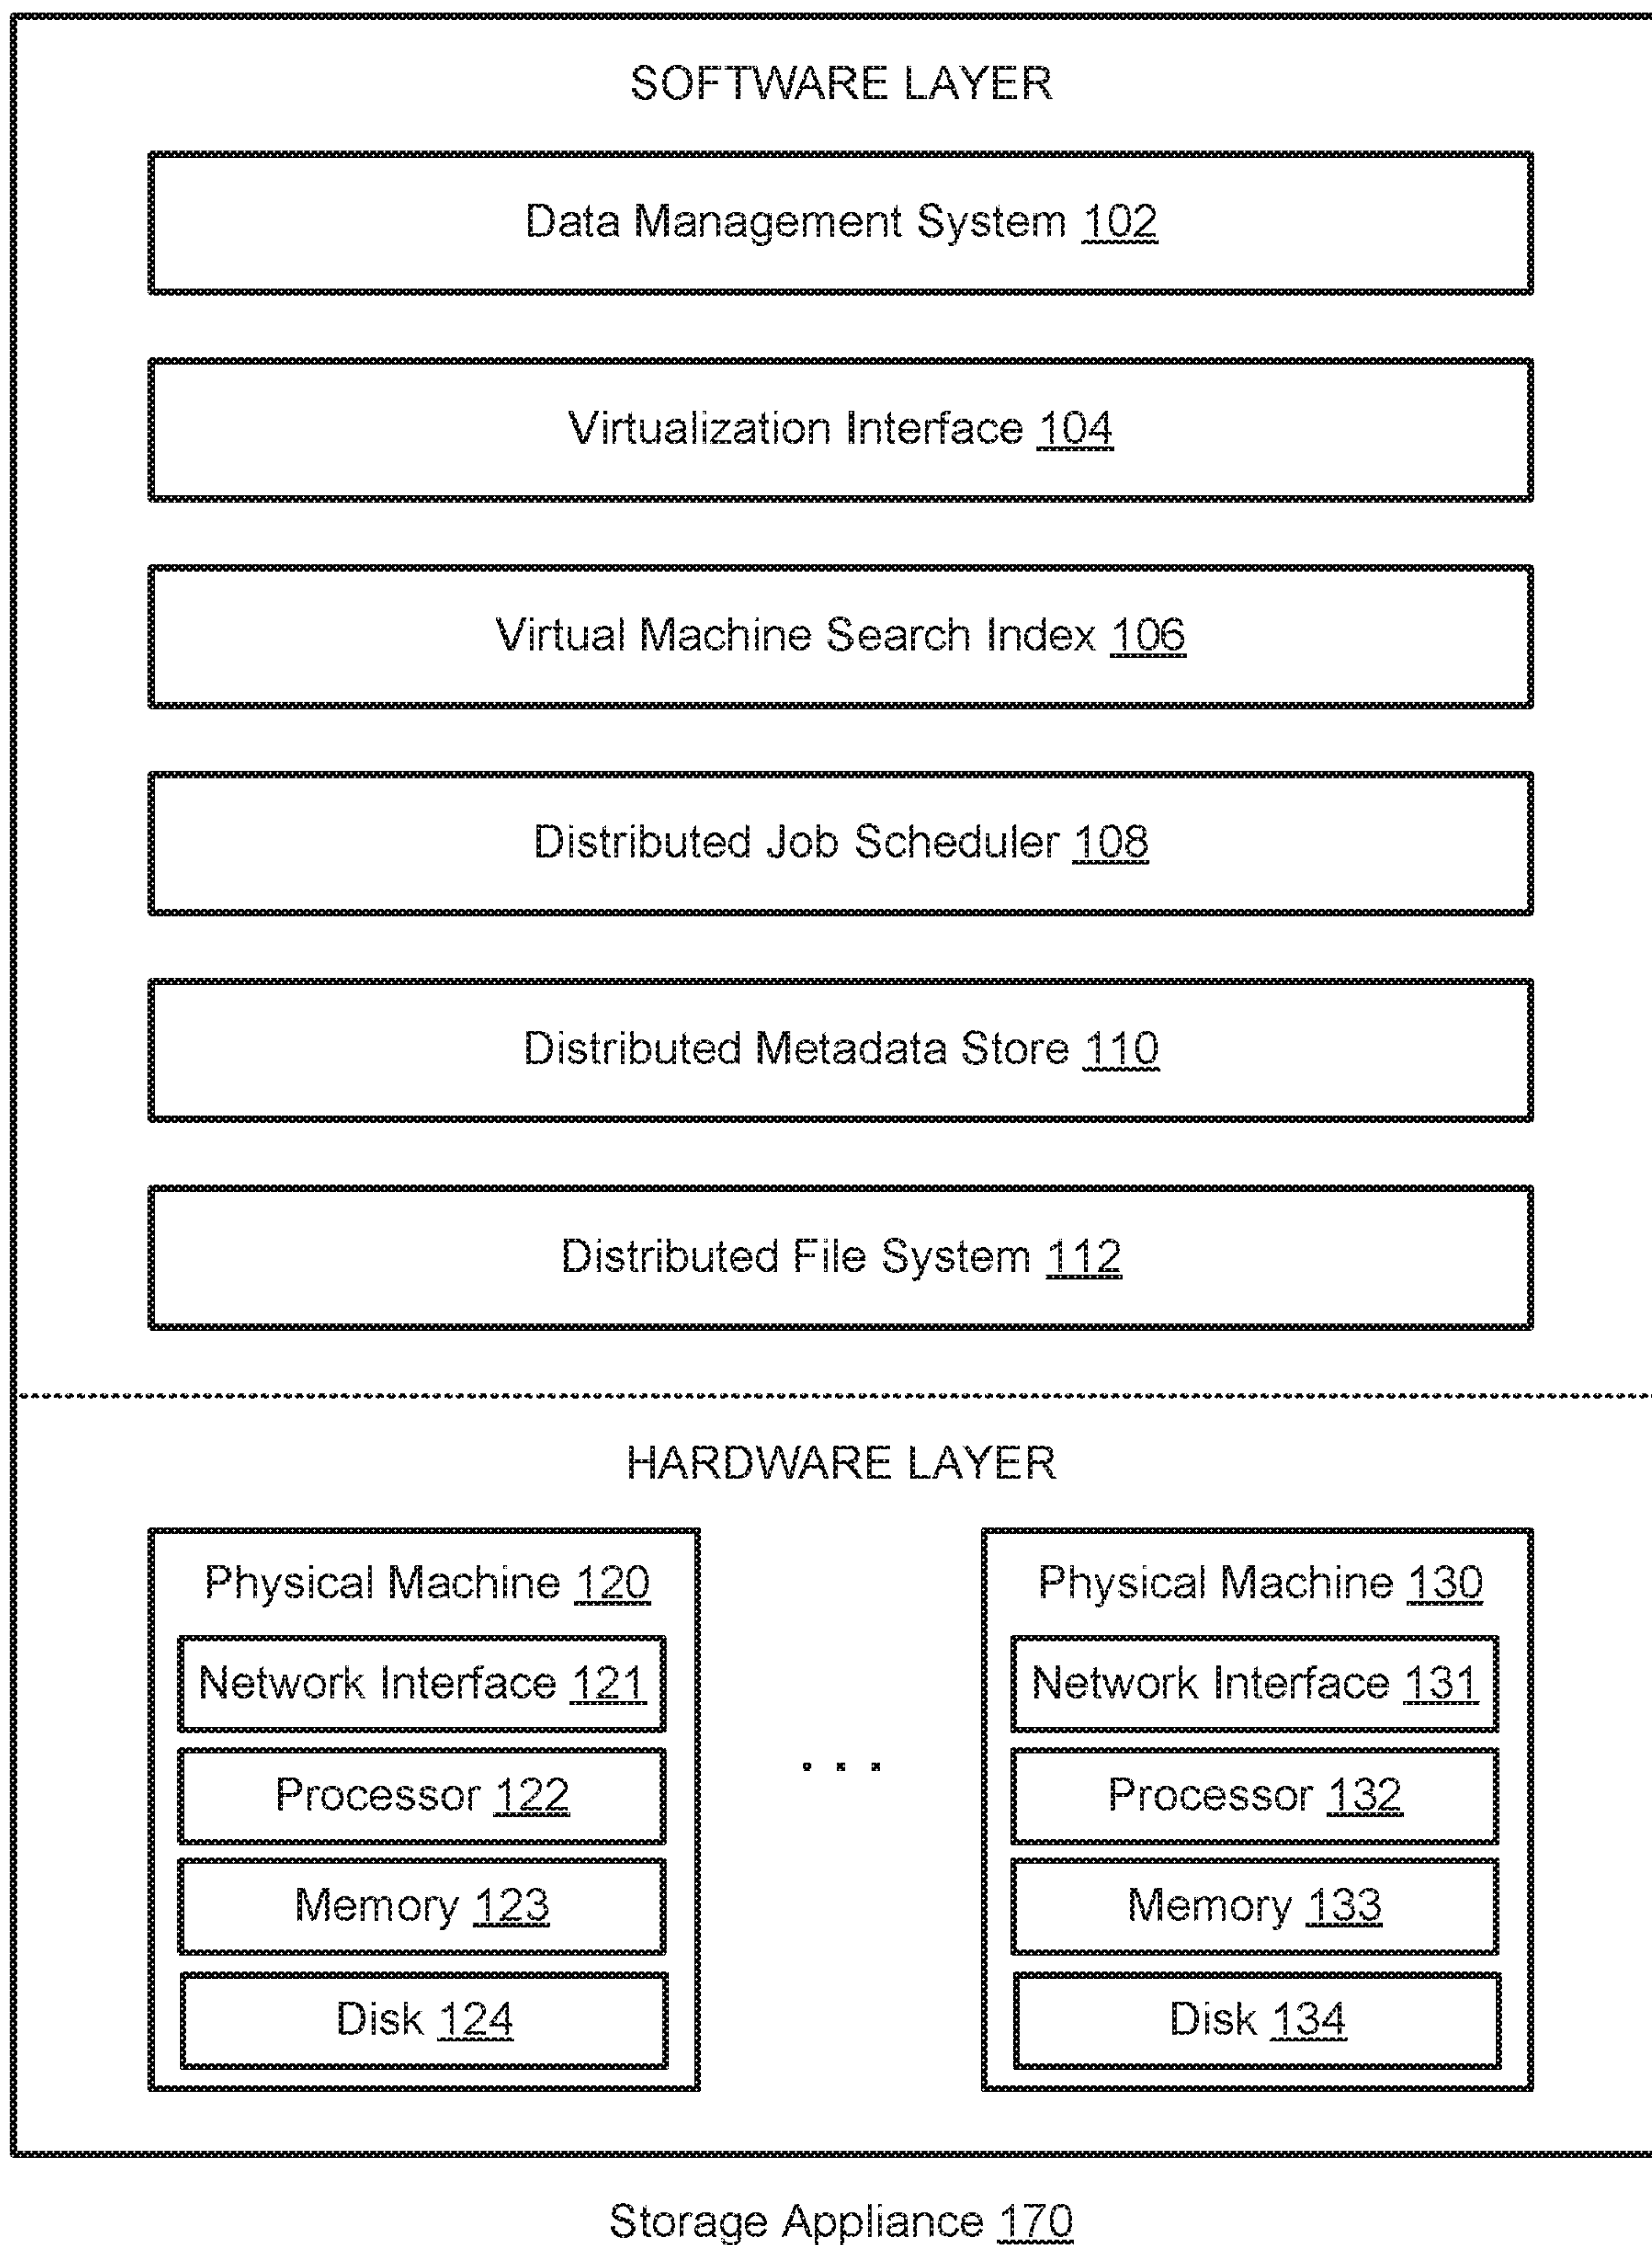 SOFTWARE LAYER
Data Management System 102
Virtualization Interface 104
Virtual Machine Search Index 106
Distributed Job Scheduler 108
Distributed Metadata Store 110
Distributed File System 112
HARDWARE LAYER
Physical Machine 120
Network Interface 121
Processor 122
Memory 123
Disk 124
. . .
Physical Machine 130
Network Interface 131
Processor 132
Memory 133
Disk 134
Storage Appliance 170